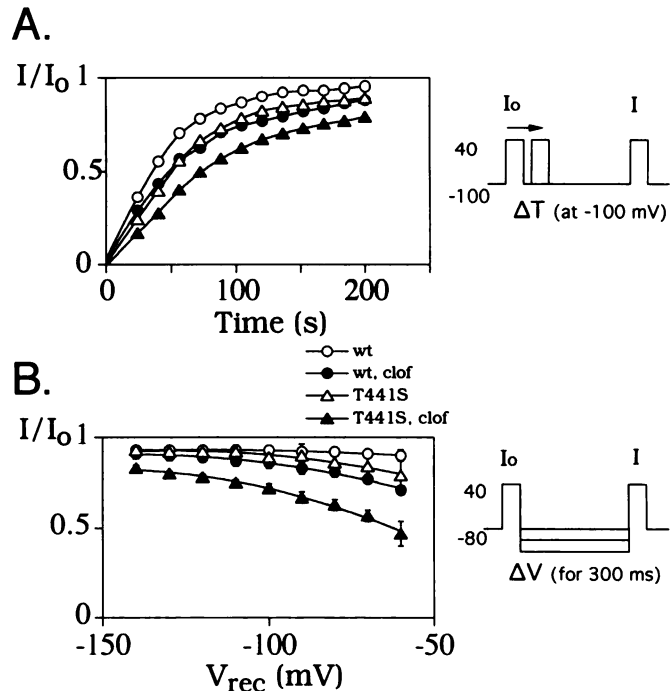 A.
I/Io 1
0.5
0
0 100 200
Time (s)
Io I
40
-100
ΔT (at -100 mV)
wt
wt, clof
T441S
T441S, clof
B.
I/Io 1
0.5
0
-150 -100 -50
Vrec (mV)
Io I
40
-80
ΔV (for 300 ms)